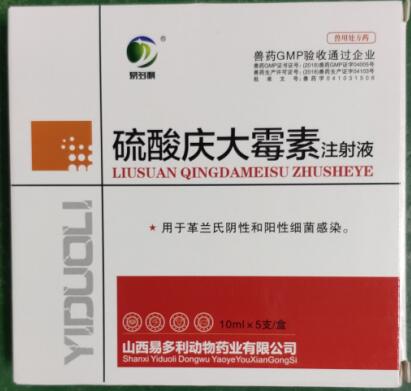 兽用处方药
易多利
®
兽药GMP验收通过企业
兽药GMP证书号：(2018)兽药GMP证字04005号
兽药生产许可证号：(2018)兽药生产证字04103号
批准文号：兽药字041031506
硫酸庆大霉素注射液
LIUSUAN QINGDAMEISU ZHUSHEYE
YIDUOLI
★用于革兰氏阴性和阳性细菌感染。
10ml×5支/盒
山西易多利动物药业有限公司
Shanxi Yiduoli Dongwu YaoyeYouXianGongSi